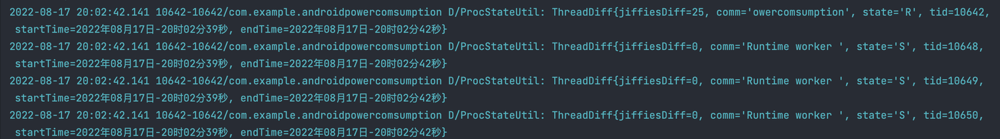 2022-08-17 20:02:42.141 10642-10642/com.example.androidpowercomsumption D/ProcStateUtil: ThreadDiff{jiffiesDiff=25, comm='owercomsumption', state='R', tid=10642,
startTime=2022年08月17日-20时02分39秒, endTime=2022年08月17日-20时02分42秒}
2022-08-17 20:02:42.141 10642-10642/com.example.androidpowercomsumption D/ProcStateUtil: ThreadDiff{jiffiesDiff=0, comm='Runtime worker ', state='S', tid=10648,
startTime=2022年08月17日-20时02分39秒, endTime=2022年08月17日-20时02分42秒}
2022-08-17 20:02:42.141 10642-10642/com.example.androidpowercomsumption D/ProcStateUtil: ThreadDiff{jiffiesDiff=0, comm='Runtime worker ', state='S', tid=10649,
startTime=2022年08月17日-20时02分39秒, endTime=2022年08月17日-20时02分42秒}
2022-08-17 20:02:42.141 10642-10642/com.example.androidpowercomsumption D/ProcStateUtil: ThreadDiff{jiffiesDiff=0, comm='Runtime worker ', state='S', tid=10650,
startTime=2022年08月17日-20时02分39秒, endTime=2022年08月17日-20时02分42秒}